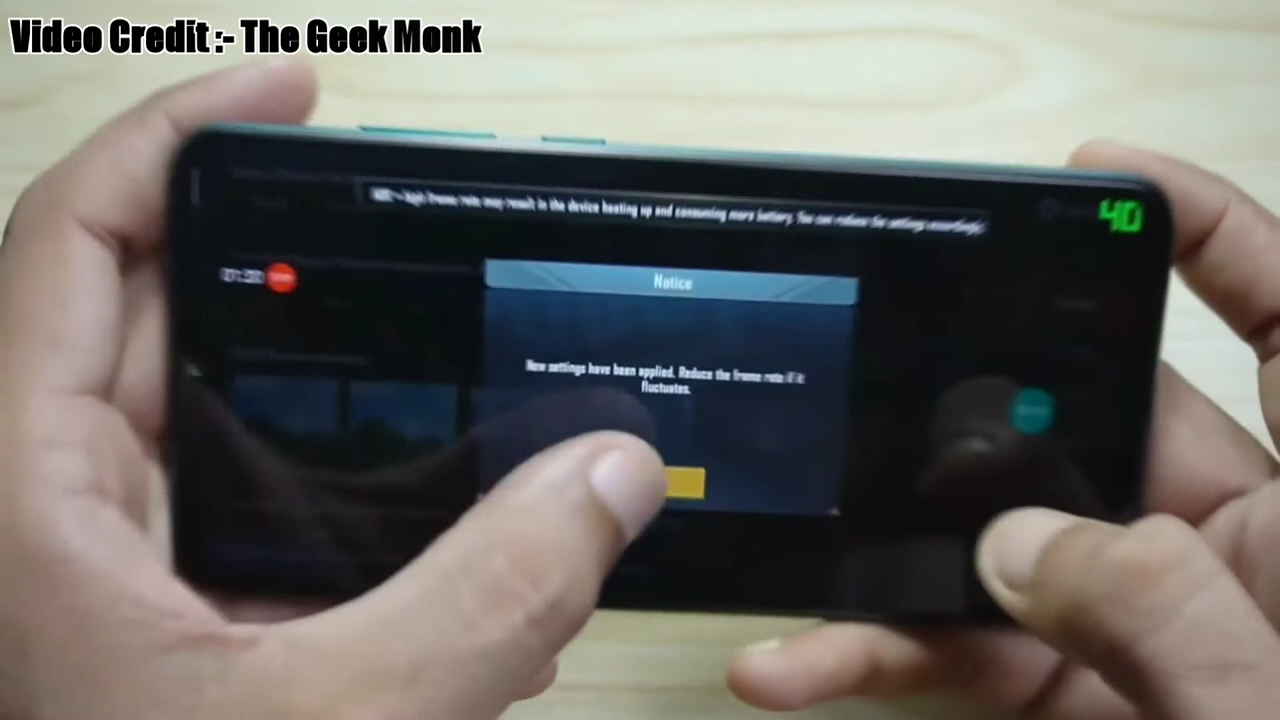 Video Credit :- The Geek Monk
high frame rate may result in the device heating up and consuming more battery. You can reduce the settings accordingly.
40
Notice
New settings have been applied. Reduce the frame rate if it
fluctuates.